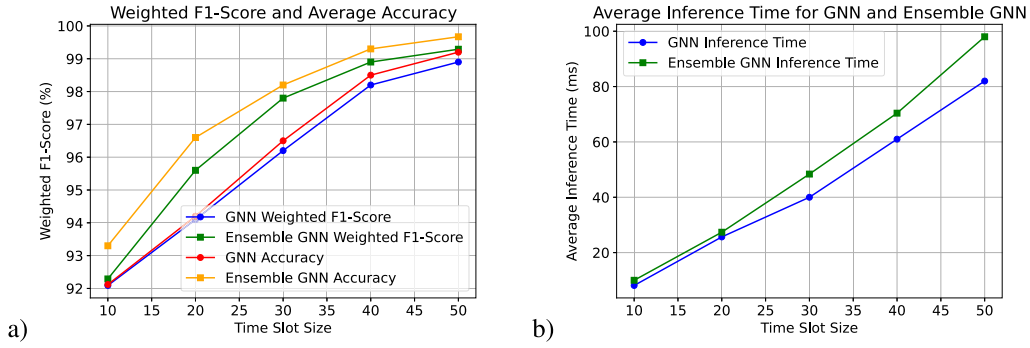 Weighted F1-Score and Average Accuracy
Weighted F1-Score (%)
100
99
98
97
96
95
94
93
92
10 15 20 25 30 35 40 45 50
Time Slot Size
GNN Weighted F1-Score
Ensemble GNN Weighted F1-Score
GNN Accuracy
Ensemble GNN Accuracy
a)
Average Inference Time for GNN and Ensemble GNN
Average Inference Time (ms)
100
80
60
40
20
10 15 20 25 30 35 40 45 50
Time Slot Size
GNN Inference Time
Ensemble GNN Inference Time
b)